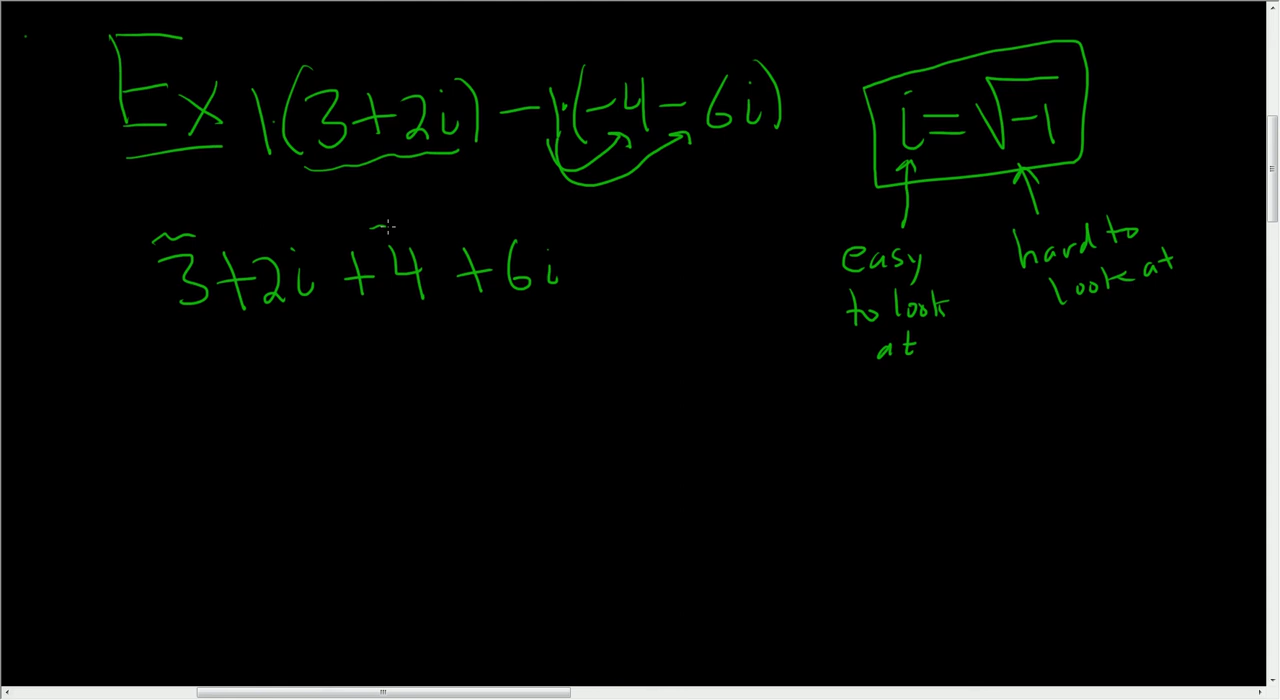 Ex 1·(3+2i) - 1·(-4-6i)
i = √-1
3+2i +4 +6i
easy
to look
at
hard to
look at